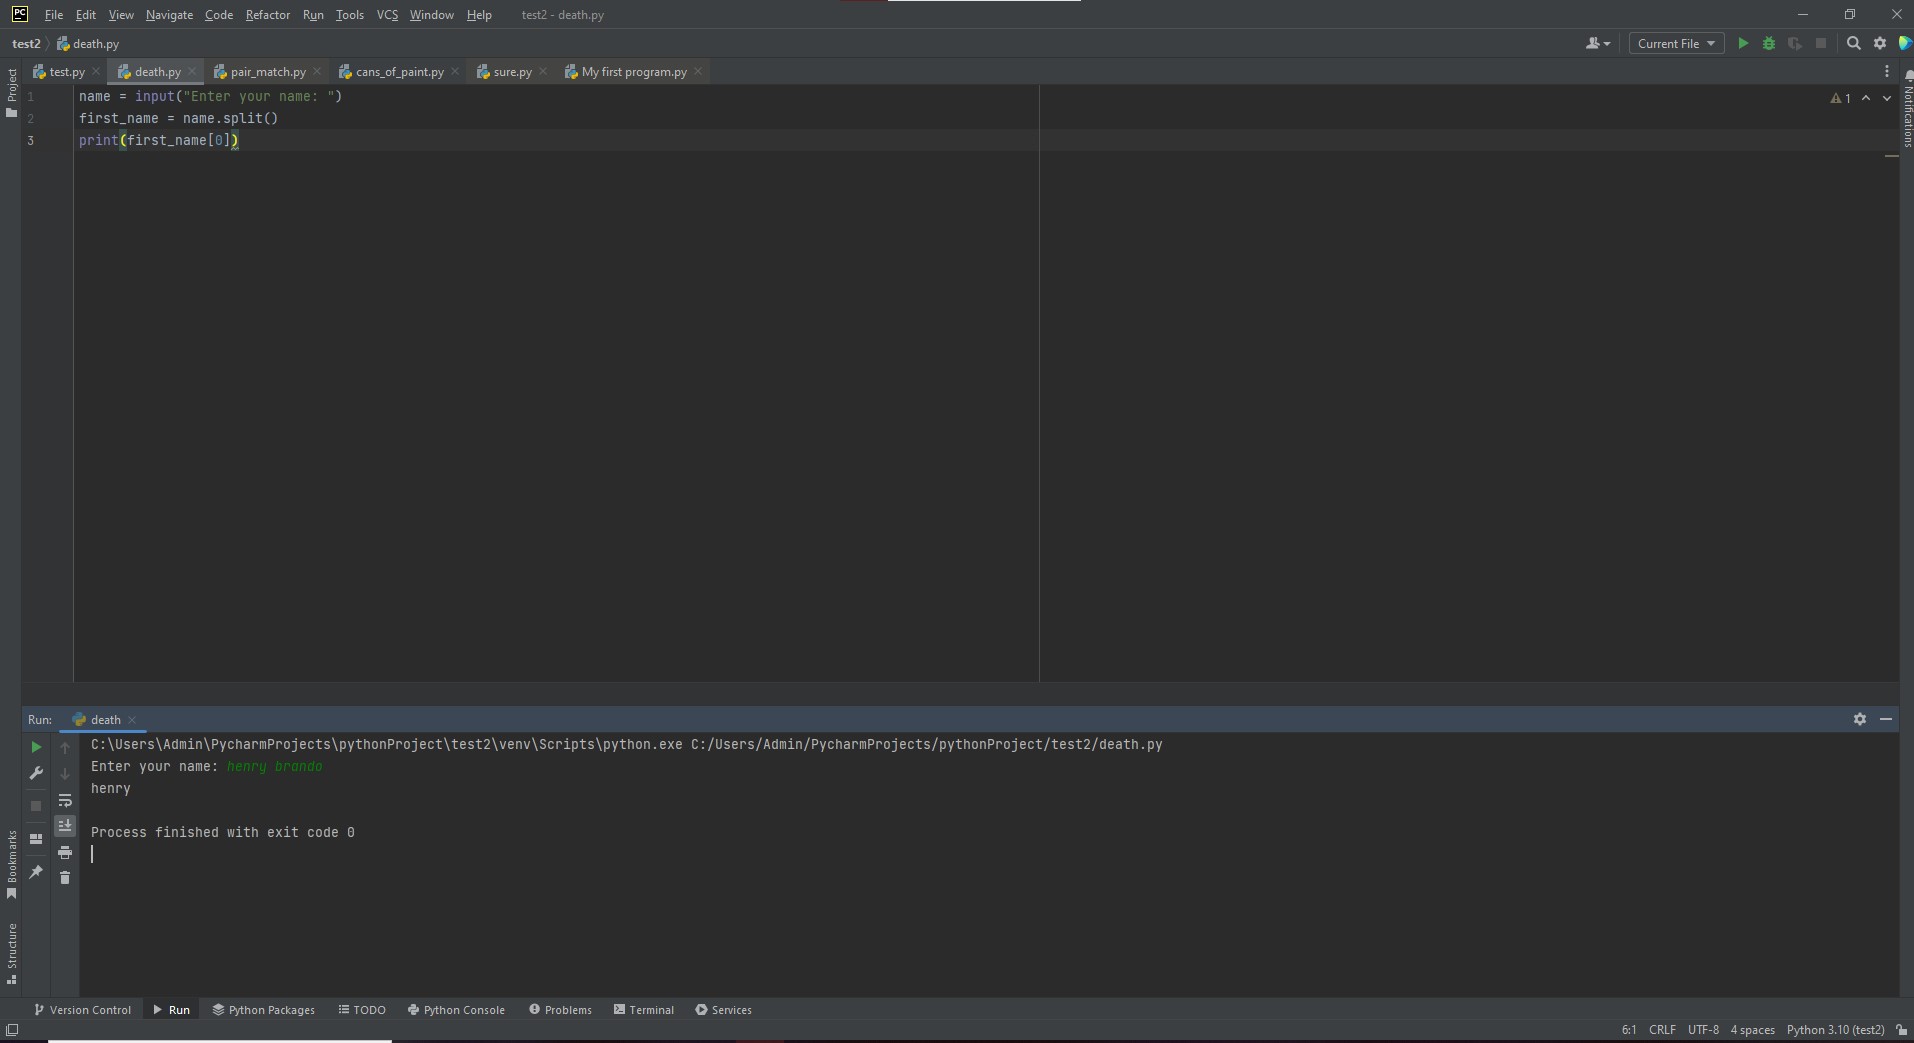 PC File Edit View Navigate Code Refactor Run Tools VCS Window Help test2 - death.py
test2 death.py Current File
test.py death.py pair_match.py cans_of_paint.py sure.py My first program.py
Project
1 name = input("Enter your name: ")
2 first_name = name.split()
3 print(first_name[0])
1
Notifications
Run: death
C:\Users\Admin\PycharmProjects\pythonProject\test2\venv\Scripts\python.exe C:/Users/Admin/PycharmProjects/pythonProject/test2/death.py
Enter your name: henry brando
henry
Process finished with exit code 0
Bookmarks
Structure
Version Control Run Python Packages TODO Python Console Problems Terminal Services
6:1 CRLF UTF-8 4 spaces Python 3.10 (test2)